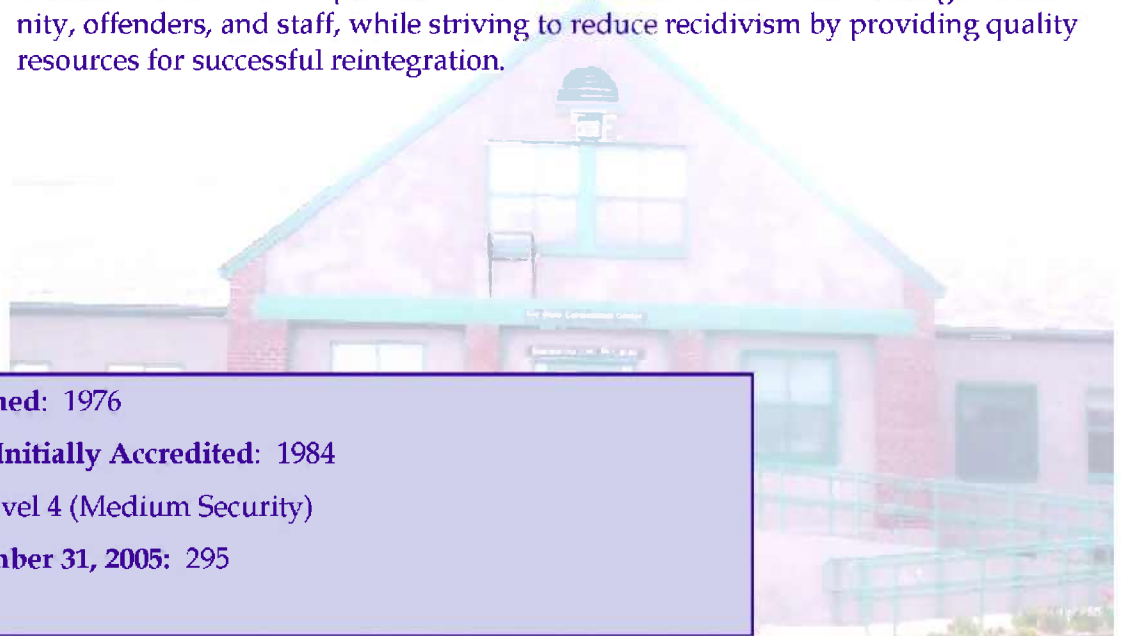 nity, offenders, and staff, while striving to reduce recidivism by providing quality
resources for successful reintegration.
ned: 1976
Initially Accredited: 1984
vel 4 (Medium Security)
nber 31, 2005: 295